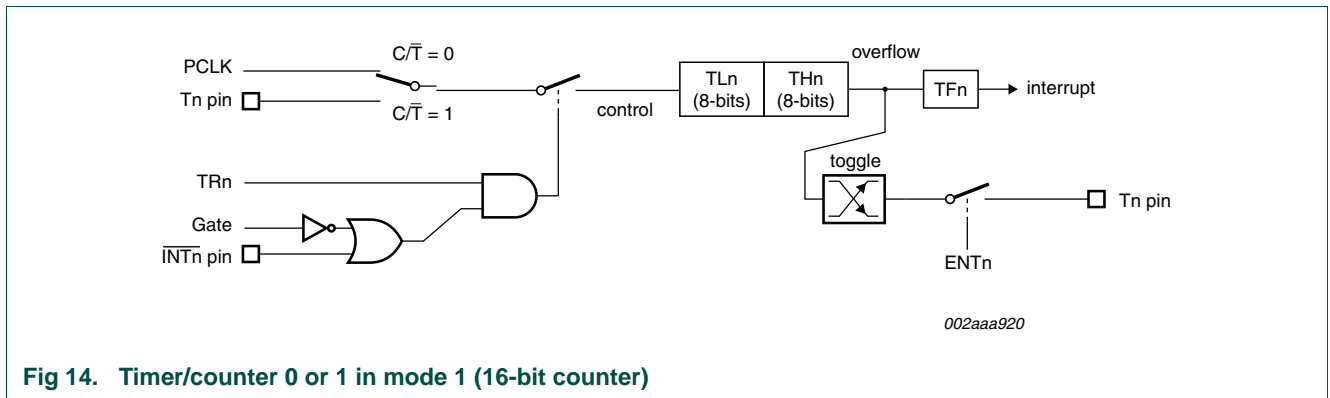 C/T̅ = 0
PCLK
Tn pin
C/T̅ = 1
control
TLn
(8-bits)
THn
(8-bits)
overflow
TFn
interrupt
toggle
Tn pin
ENTn
TRn
Gate
I̅N̅T̅n̅ pin
002aaa920
Fig 14. Timer/counter 0 or 1 in mode 1 (16-bit counter)